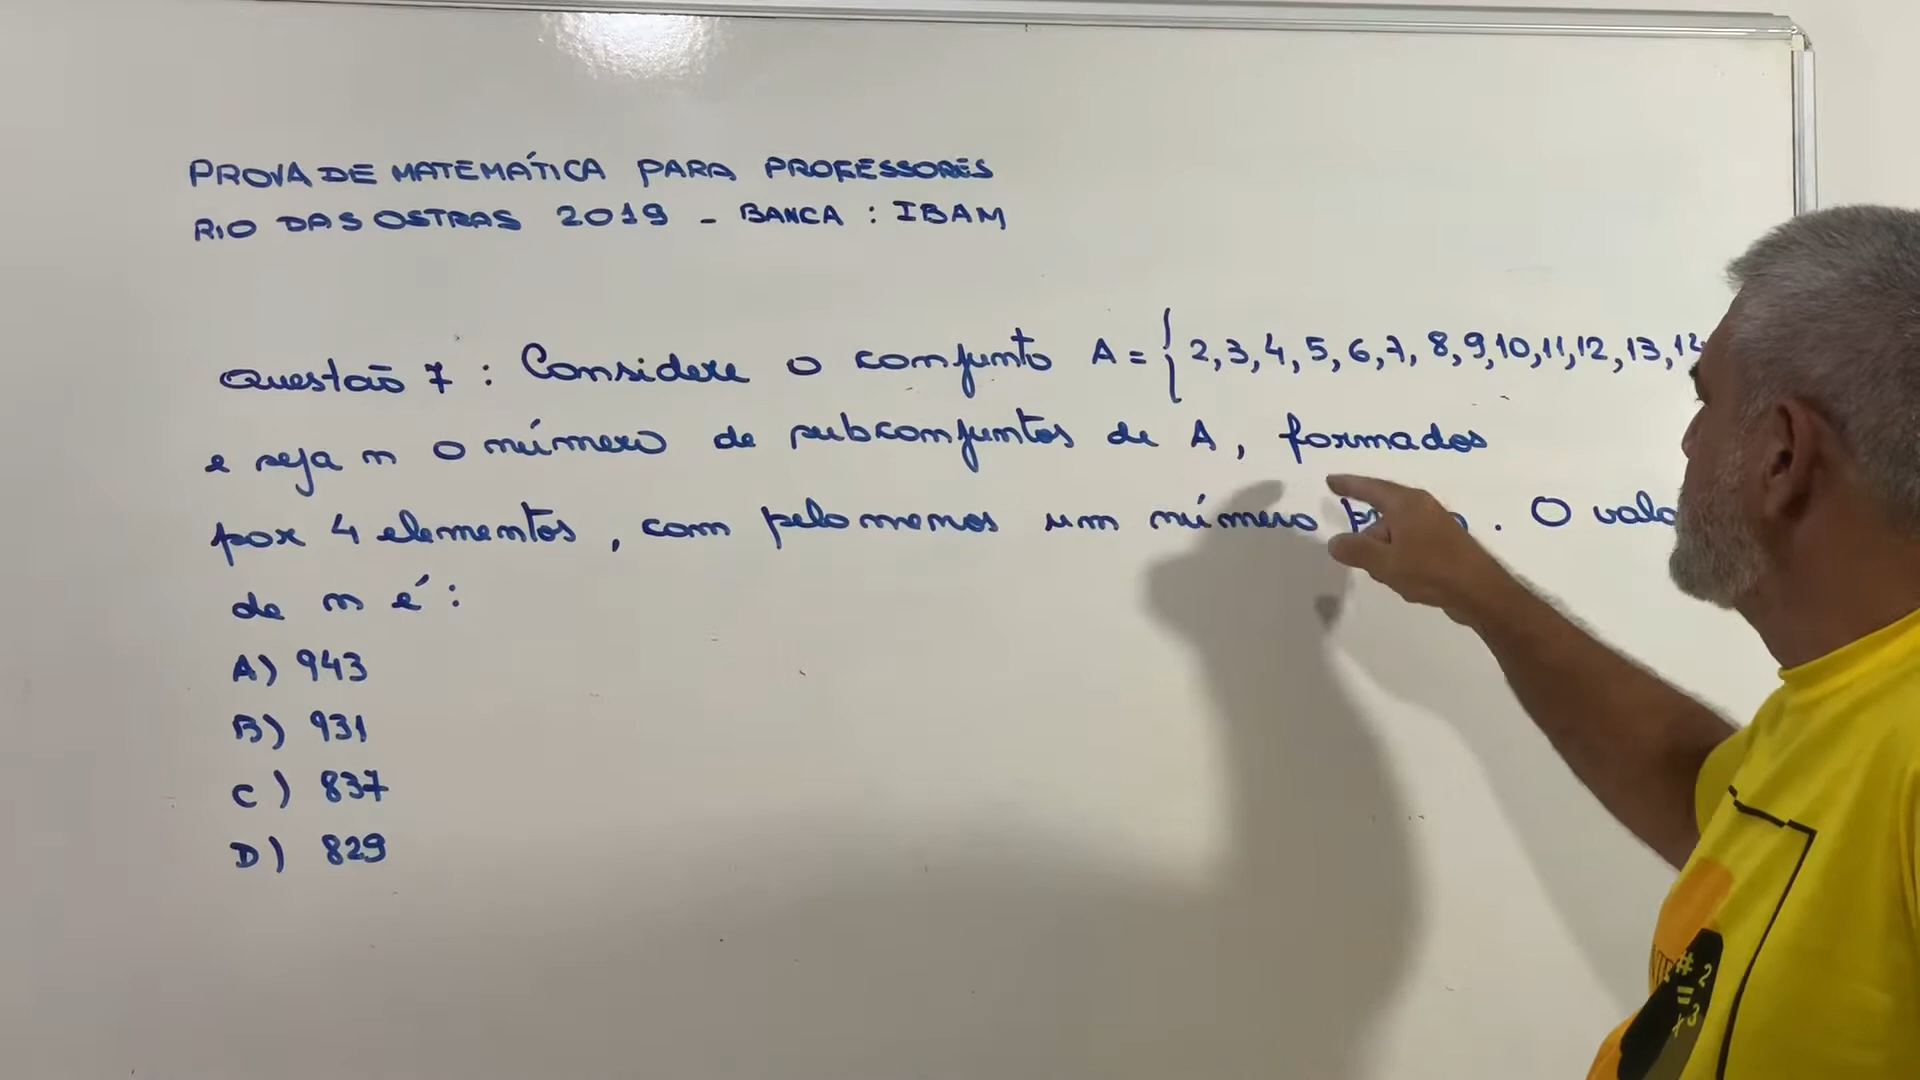 PROVA DE MATEMÁTICA PARA PROFESSORES
RIO DAS OSTRAS 2019 - BANCA : IBAM
Questão 7 : Considere o conjunto A = { 2, 3, 4, 5, 6, 7, 8, 9, 10, 11, 12, 13,
e seja n o número de subconjuntos de A, formados
por 4 elementos, com pelo menos um número . O
de n é :
A) 943
B) 931
C) 837
D) 829